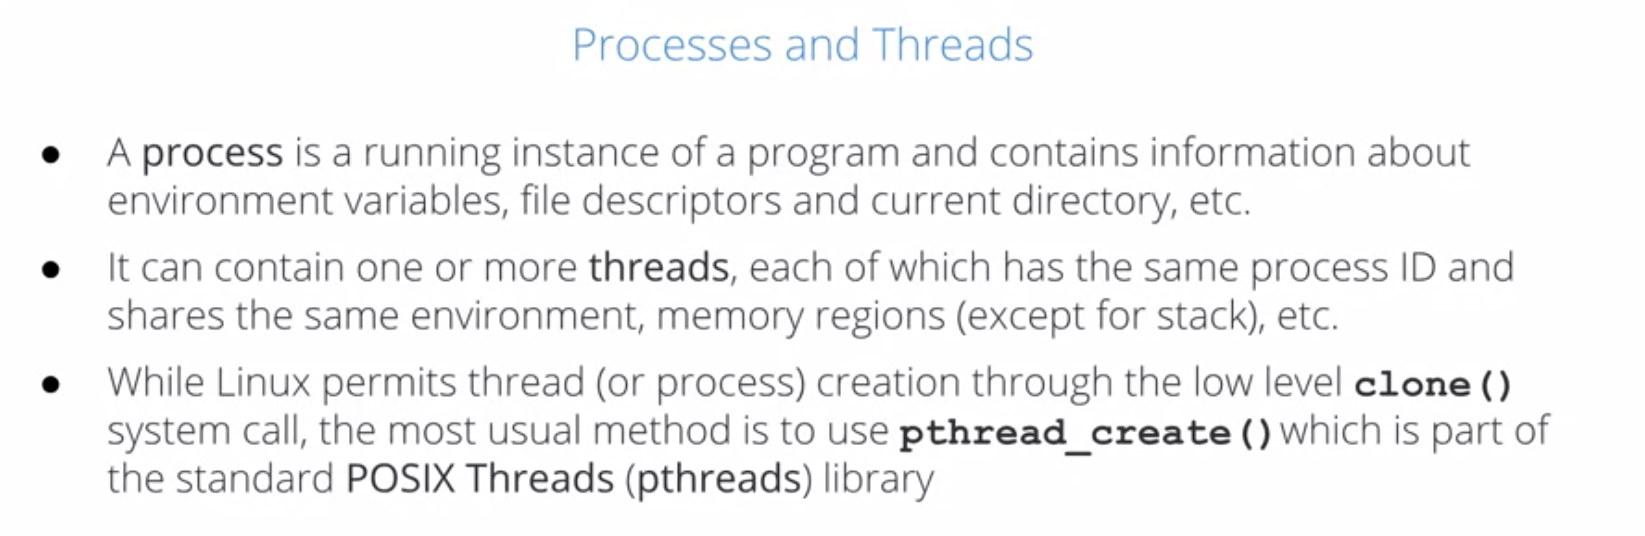 Processes and Threads
● A process is a running instance of a program and contains information about
environment variables, file descriptors and current directory, etc.
● It can contain one or more threads, each of which has the same process ID and
shares the same environment, memory regions (except for stack), etc.
● While Linux permits thread (or process) creation through the low level clone()
system call, the most usual method is to use pthread_create() which is part of
the standard POSIX Threads (pthreads) library